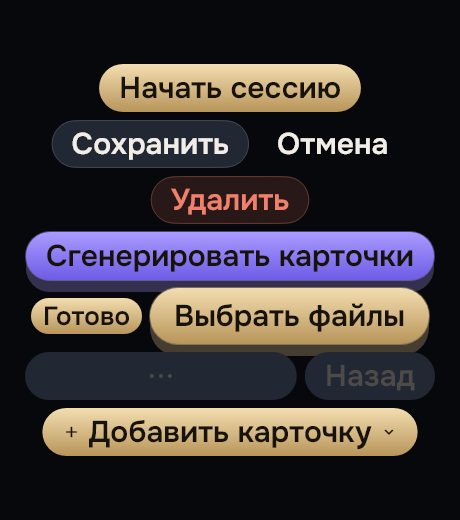 Начать сессию
Сохранить Отмена
Удалить
Сгенерировать карточки
Готово Выбрать файлы
... Назад
+ Добавить карточку